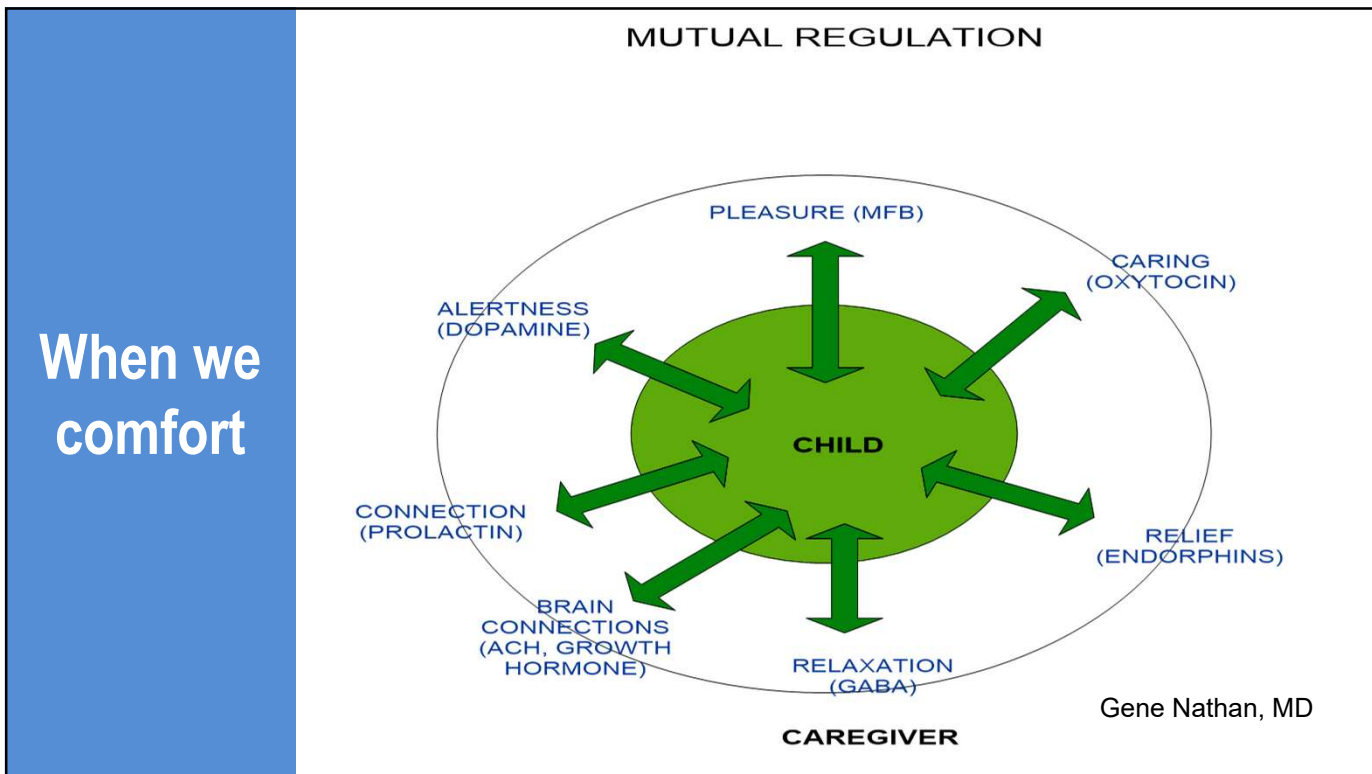 When we
comfort
MUTUAL REGULATION
PLEASURE (MFB)
CARING
(OXYTOCIN)
ALERTNESS
(DOPAMINE)
CHILD
CONNECTION
(PROLACTIN)
RELIEF
(ENDORPHINS)
BRAIN
CONNECTIONS
(ACH, GROWTH
HORMONE)
RELAXATION
(GABA)
Gene Nathan, MD
CAREGIVER